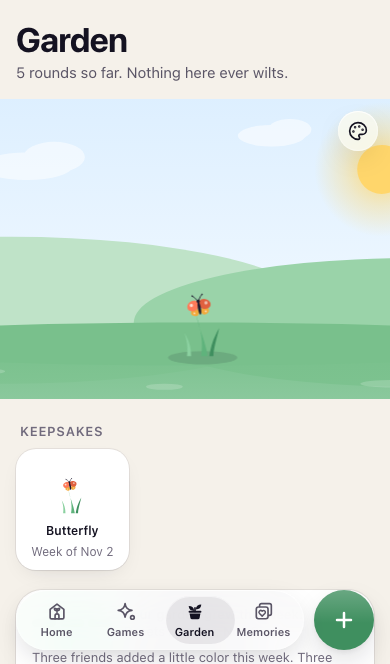 Garden
5 rounds so far. Nothing here ever wilts.
KEEPSAKES
Butterfly
Week of Nov 2
Home
Games
Garden
Memories
Three friends added a little color this week. Three